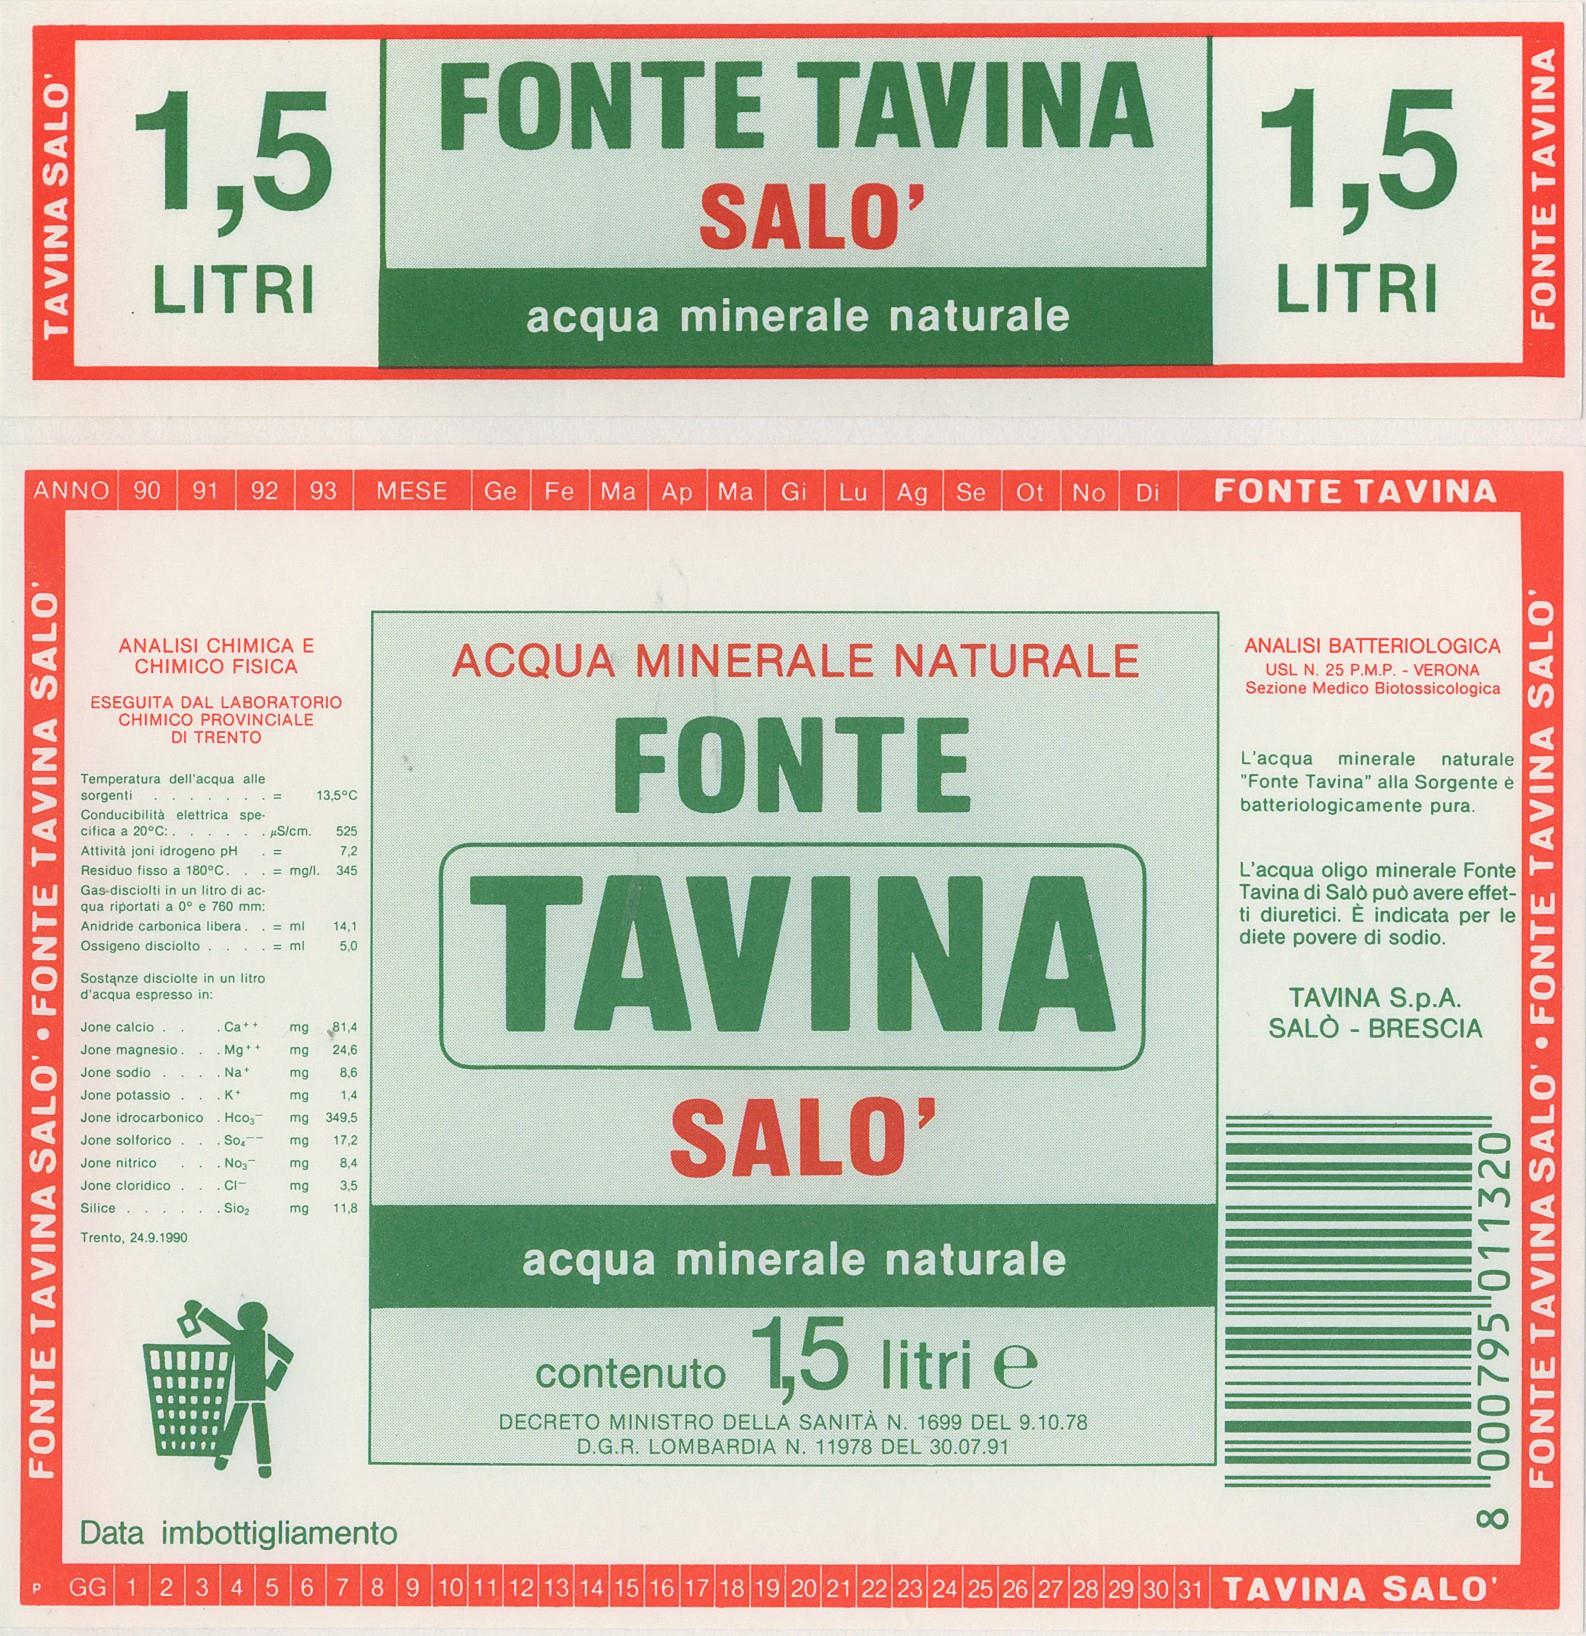 TAVINA SALO'
1,5
LITRI
FONTE TAVINA
SALO'
acqua minerale naturale
1,5
LITRI
FONTE TAVINA
ANNO 90 91 92 93 MESE Ge Fe Ma Ap Ma Gi Lu Ag Se Ot No Di FONTE TAVINA
FONTE TAVINA SALO' • FONTE TAVINA SALO'
ANALISI CHIMICA E
CHIMICO FISICA
ESEGUITA DAL LABORATORIO
CHIMICO PROVINCIALE
DI TRENTO
Temperatura dell'acqua alle
sorgenti . . . . . . . = 13,5°C
Conducibilità elettrica spe-
cifica a 20°C: . . . . . . µS/cm. 525
Attività joni idrogeno pH . = 7,2
Residuo fisso a 180°C. . . = mg/l. 345
Gas-disciolti in un litro di ac-
qua riportati a 0° e 760 mm:
Anidride carbonica libera. . = ml 14,1
Ossigeno disciolto . . . . = ml 5,0
Sostanze disciolte in un litro
d'acqua espresso in:
Jone calcio . . . Ca⁺⁺ mg 81,4
Jone magnesio. . . Mg⁺⁺ mg 24,6
Jone sodio . . . . Na⁺ mg 8,6
Jone potassio . . . K⁺ mg 1,4
Jone idrocarbonico . Hco₃⁻ mg 349,5
Jone solforico . . . So₄⁻⁻ mg 17,2
Jone nitrico . . . No₃⁻ mg 8,4
Jone cloridico . . . Cl⁻ mg 3,5
Silice . . . . . . Sio₂ mg 11,8
Trento, 24.9.1990
Data imbottigliamento
ACQUA MINERALE NATURALE
FONTE
TAVINA
SALO'
acqua minerale naturale
contenuto 1,5 litri ℮
DECRETO MINISTRO DELLA SANITÀ N. 1699 DEL 9.10.78
D.G.R. LOMBARDIA N. 11978 DEL 30.07.91
ANALISI BATTERIOLOGICA
USL N. 25 P.M.P. - VERONA
Sezione Medico Biotossicologica
L'acqua minerale naturale
"Fonte Tavina" alla Sorgente è
batteriologicamente pura.
L'acqua oligo minerale Fonte
Tavina di Salò può avere effet-
ti diuretici. È indicata per le
diete povere di sodio.
TAVINA S.p.A.
SALÒ - BRESCIA
8 000795 011320
FONTE TAVINA SALO' • FONTE TAVINA SALO'
P GG 1 2 3 4 5 6 7 8 9 10 11 12 13 14 15 16 17 18 19 20 21 22 23 24 25 26 27 28 29 30 31 TAVINA SALO'